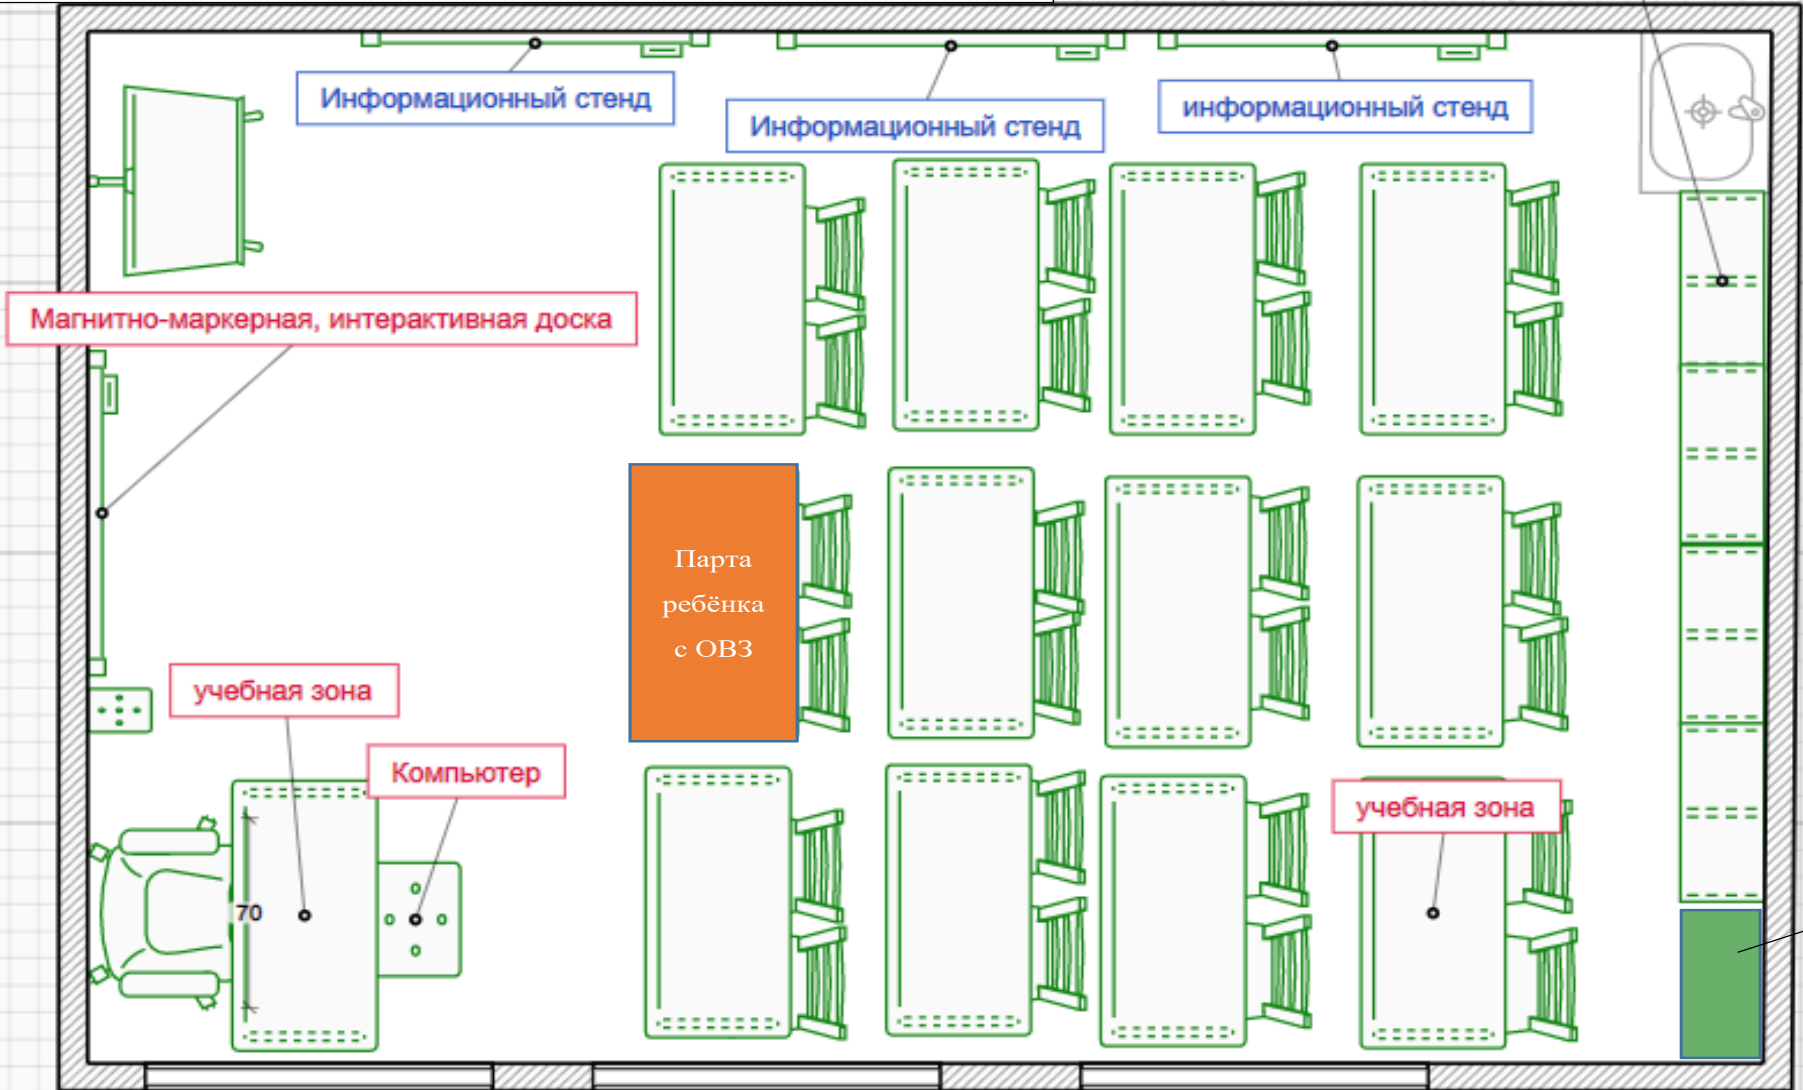 Информационный стенд
Информационный стенд
информационный стенд
Магнитно-маркерная, интерактивная доска
Парта
ребёнка
с ОВЗ
учебная зона
Компьютер
учебная зона
70